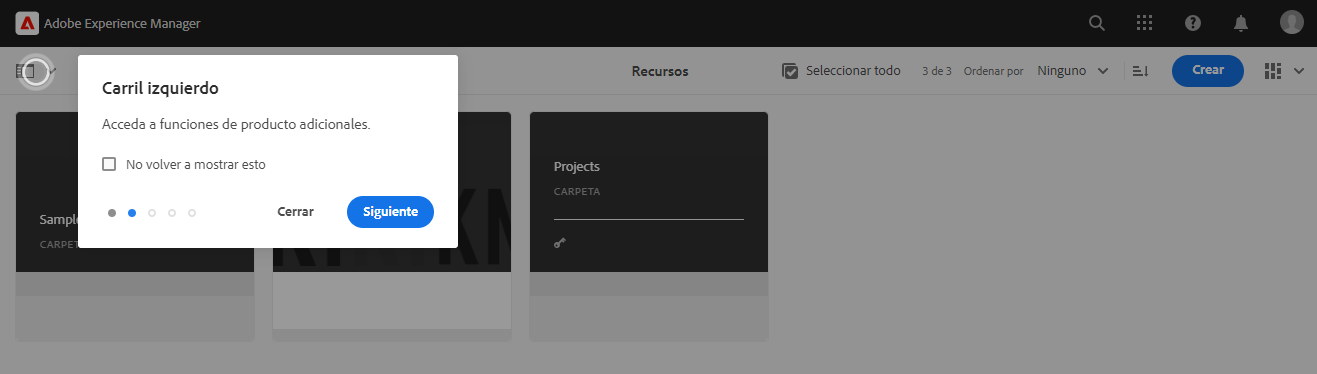 Adobe Experience Manager
Recursos
Seleccionar todo
3 de 3
Ordenar por
Ninguno
Crear
Carril izquierdo
Acceda a funciones de producto adicionales.
No volver a mostrar esto
Cerrar
Siguiente
Sample
CARPET
Projects
CARPETA